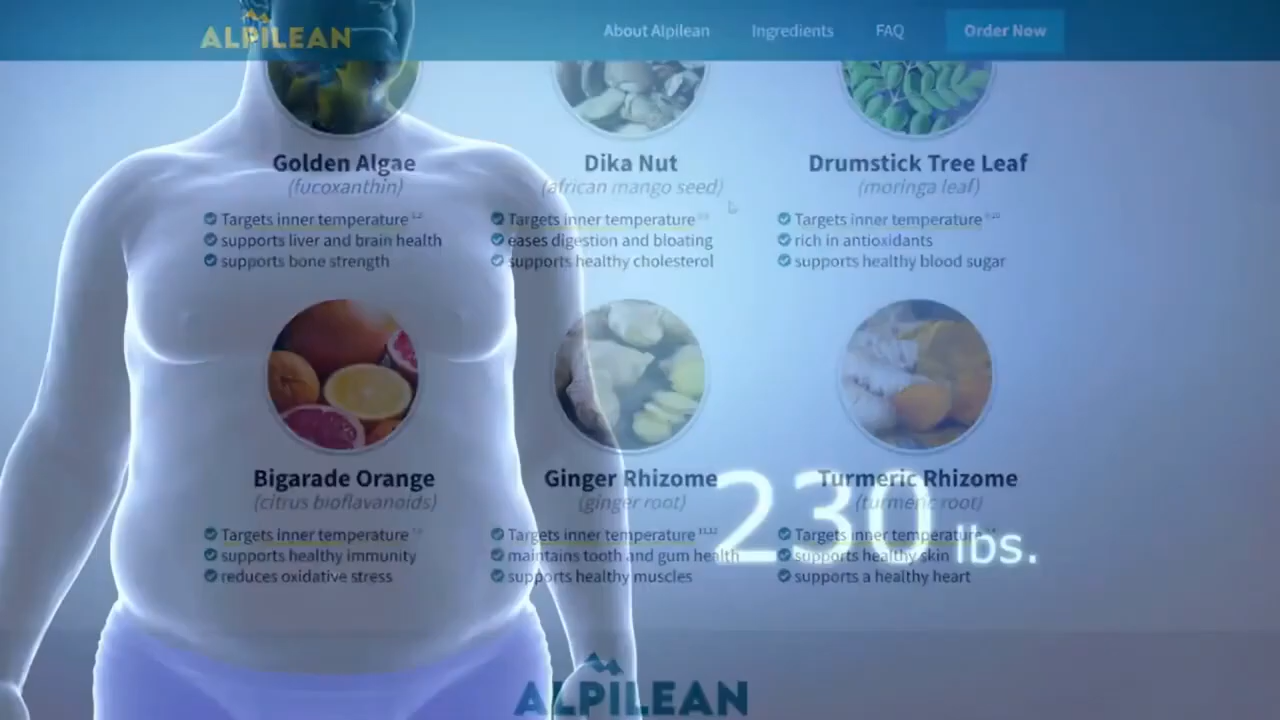 ALPILEAN
About Alpilean
Ingredients
FAQ
Order Now
Golden Algae
(fucoxanthin)
Targets inner temperature
supports liver and brain health
supports bone strength
Dika Nut
(african mango seed)
Targets inner temperature
eases digestion and bloating
supports healthy cholesterol
Drumstick Tree Leaf
(moringa leaf)
Targets inner temperature
rich in antioxidants
supports healthy blood sugar
Bigarade Orange
(citrus bioflavanoids)
Targets inner temperature
supports healthy immunity
reduces oxidative stress
Ginger Rhizome
(ginger root)
Targets inner temperature
maintains tooth and gum health
supports healthy muscles
Turmeric Rhizome
(turmeric root)
Targets inner temperature
supports healthy skin
supports a healthy heart
230 lbs.
ALPILEAN